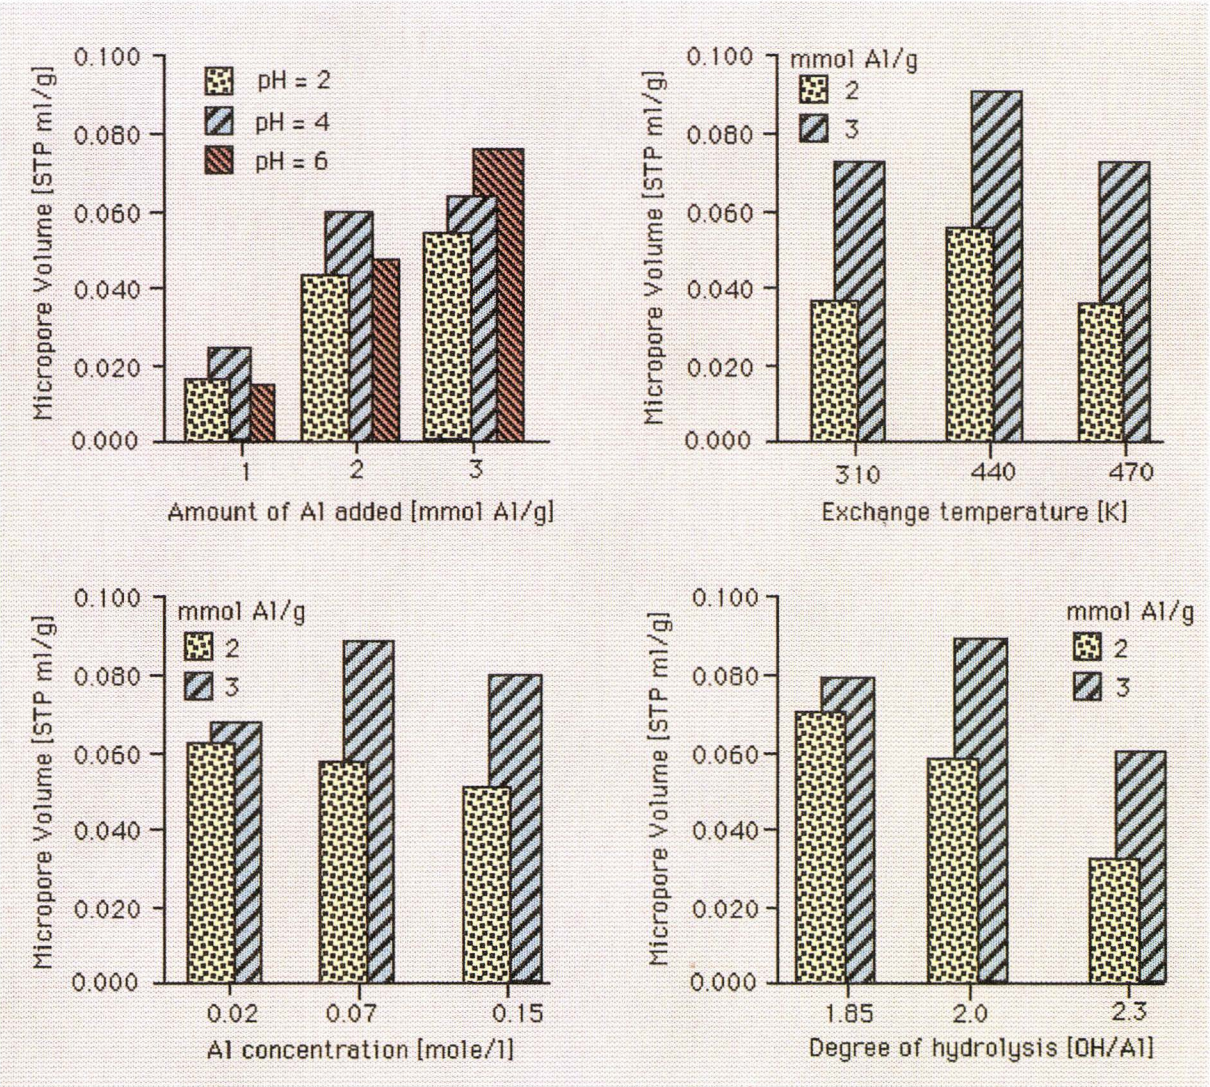 0.100
0.080
0.060
0.040
0.020
0.000
Micropore Volume [STP ml/g]
pH = 2
pH = 4
pH = 6
1 2 3
Amount of Al added [mmol Al/g]
0.100
0.080
0.060
0.040
0.020
0.000
Micropore Volume [STP ml/g]
mmol Al/g
2
3
310 440 470
Exchange temperature [K]
0.100
0.080
0.060
0.040
0.020
0.000
Micropore Volume [STP ml/g]
mmol Al/g
2
3
0.02 0.07 0.15
Al concentration [mole/l]
0.100
0.080
0.060
0.040
0.020
0.000
Micropore Volume [STP ml/g]
mmol Al/g
2
3
1.85 2.0 2.3
Degree of hydrolysis [OH/Al]